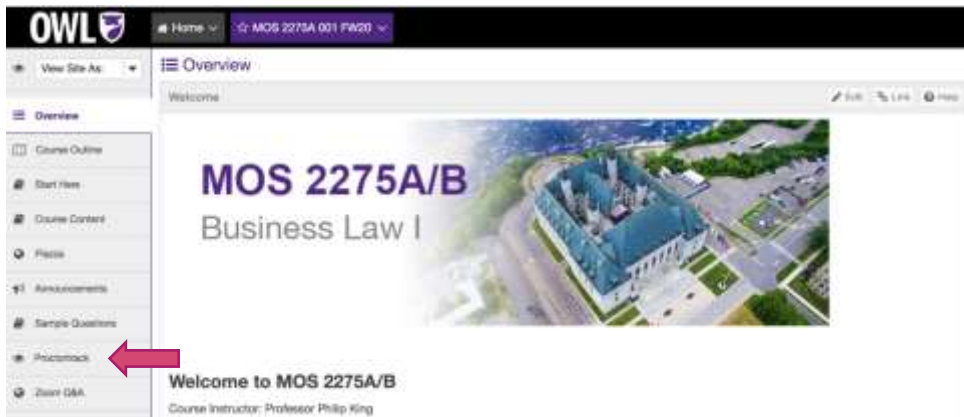 OWL
Home
MOS 2275A 001 FW20
View Site As:
Overview
Welcome
Edit Link Help
Overview
Course Outline
Start Here
Course Content
Piazza
Announcements
Sample Questions
Proctortrack
Zoom Q&A
MOS 2275A/B
Business Law I
Welcome to MOS 2275A/B
Course Instructor: Professor Philip King